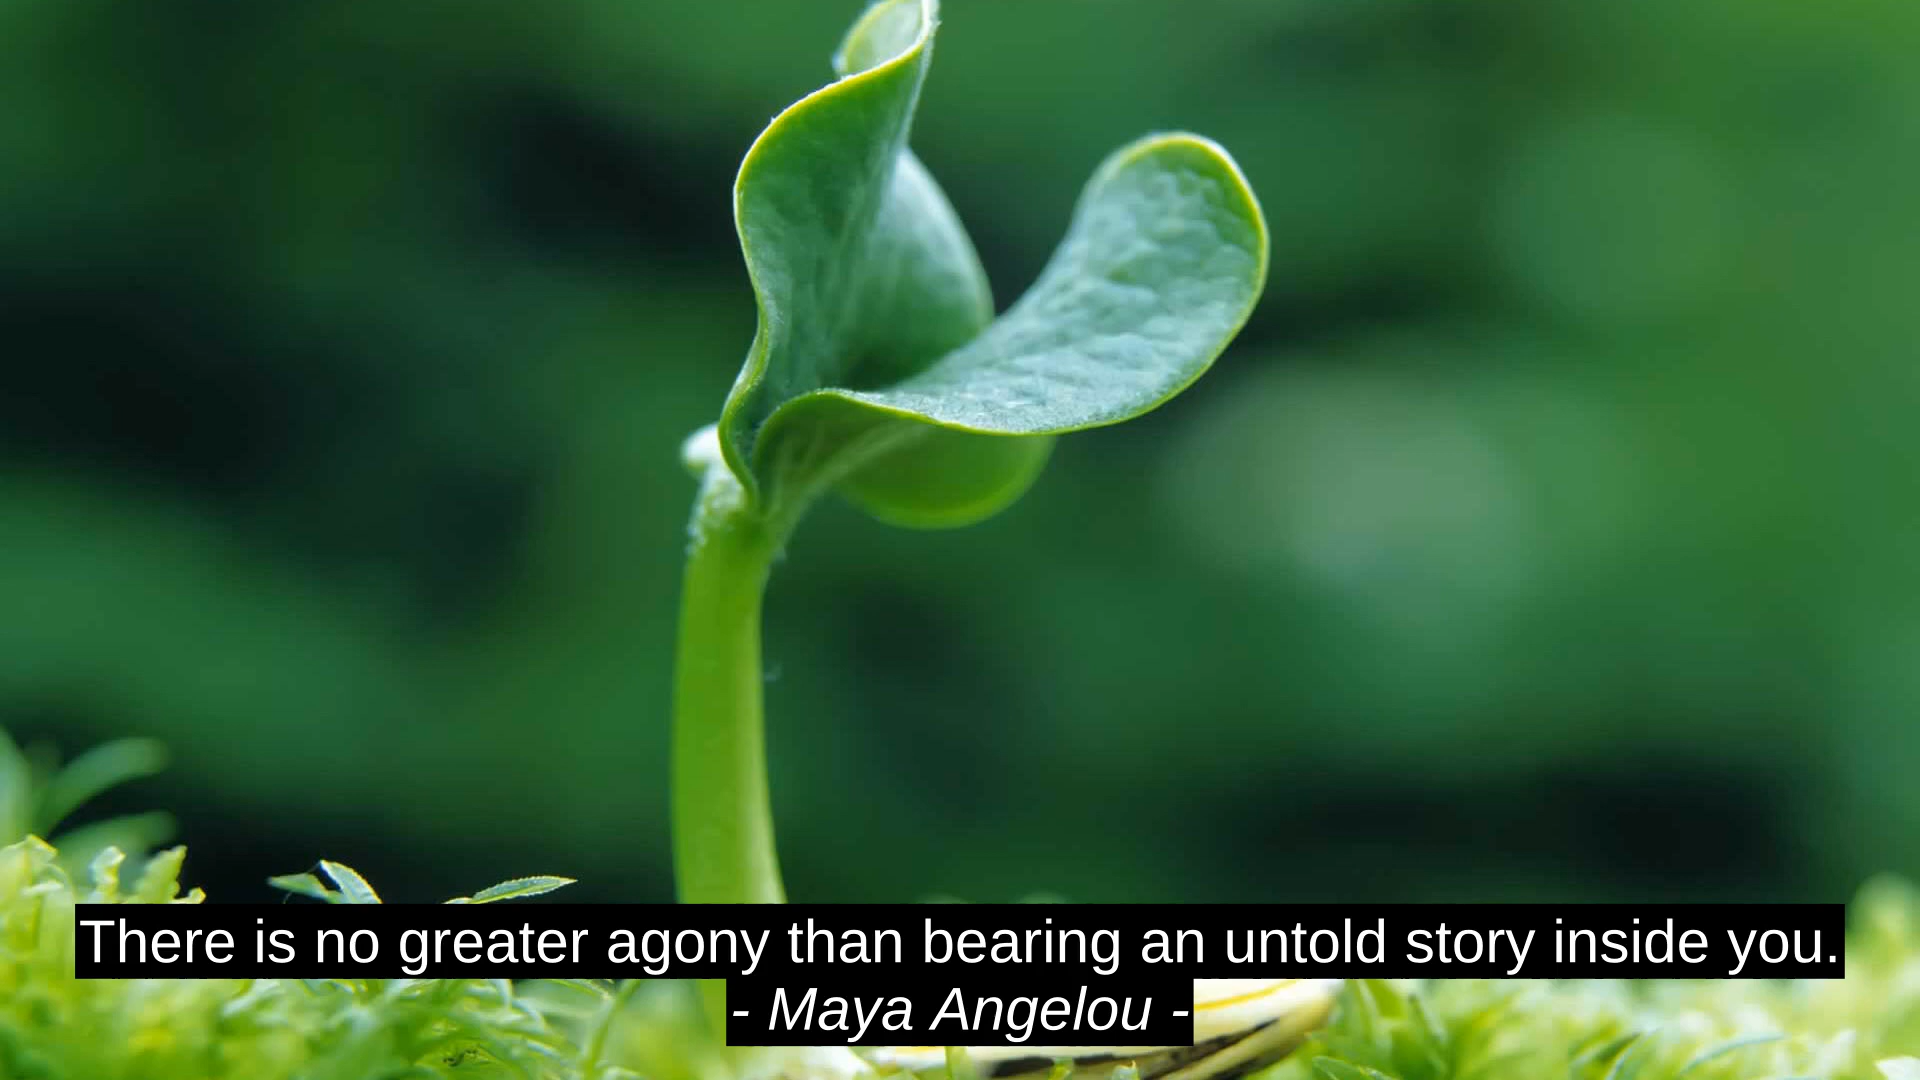 There is no greater agony than bearing an untold story inside you.
- Maya Angelou -